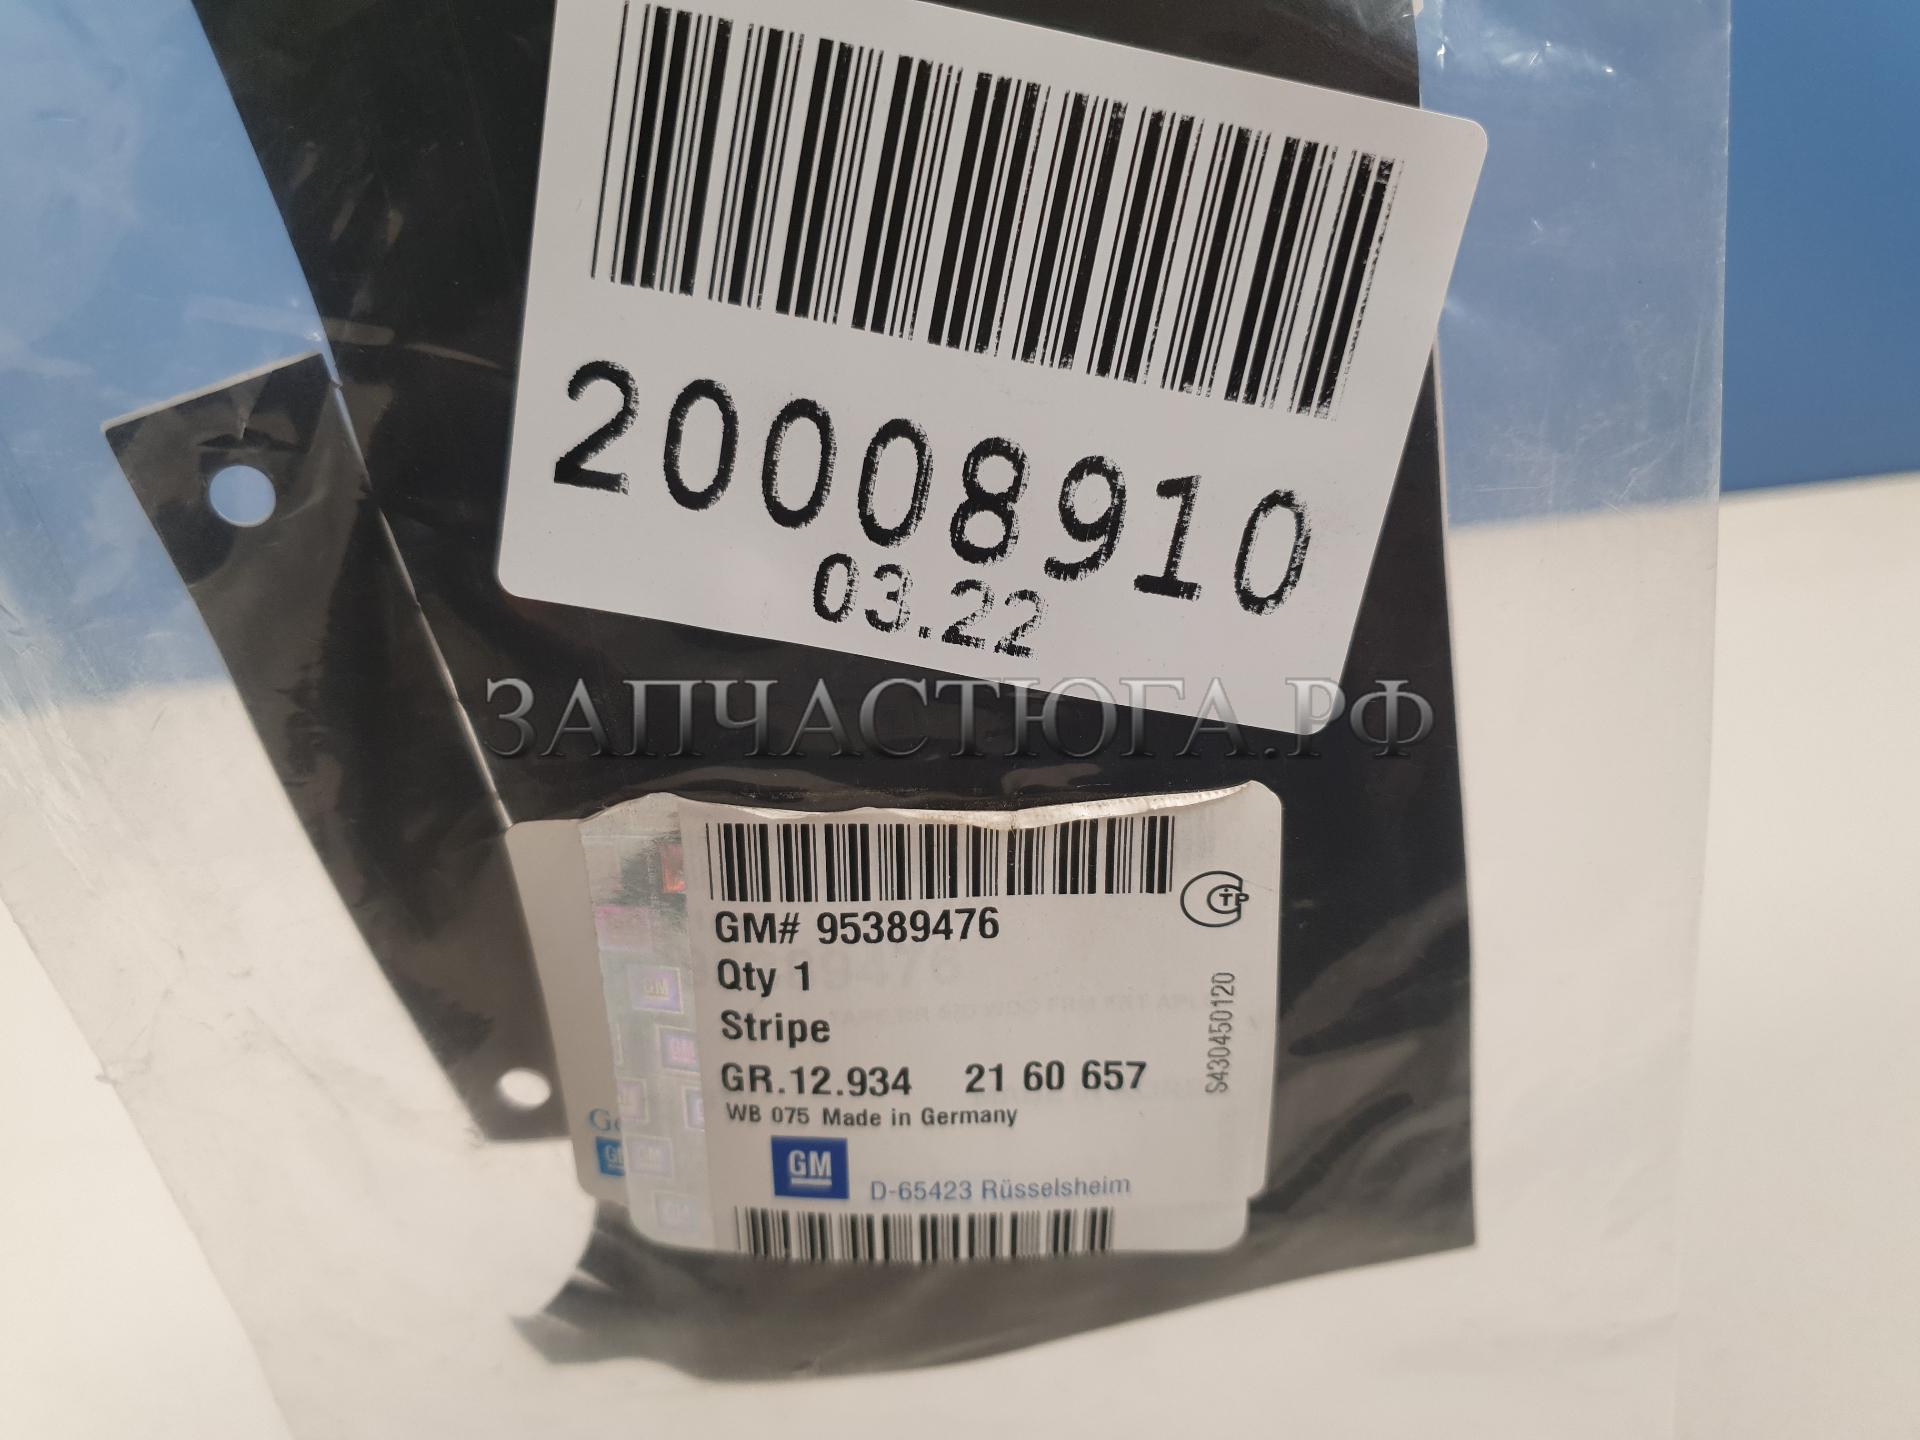 20008910
03.22
ЗАПЧАСТЮГА.РФ
GM# 95389476
Qty 1
Stripe
GR.12.934 21 60 657
WB 075 Made in Germany
GM
D-65423 Rüsselsheim
S430450120